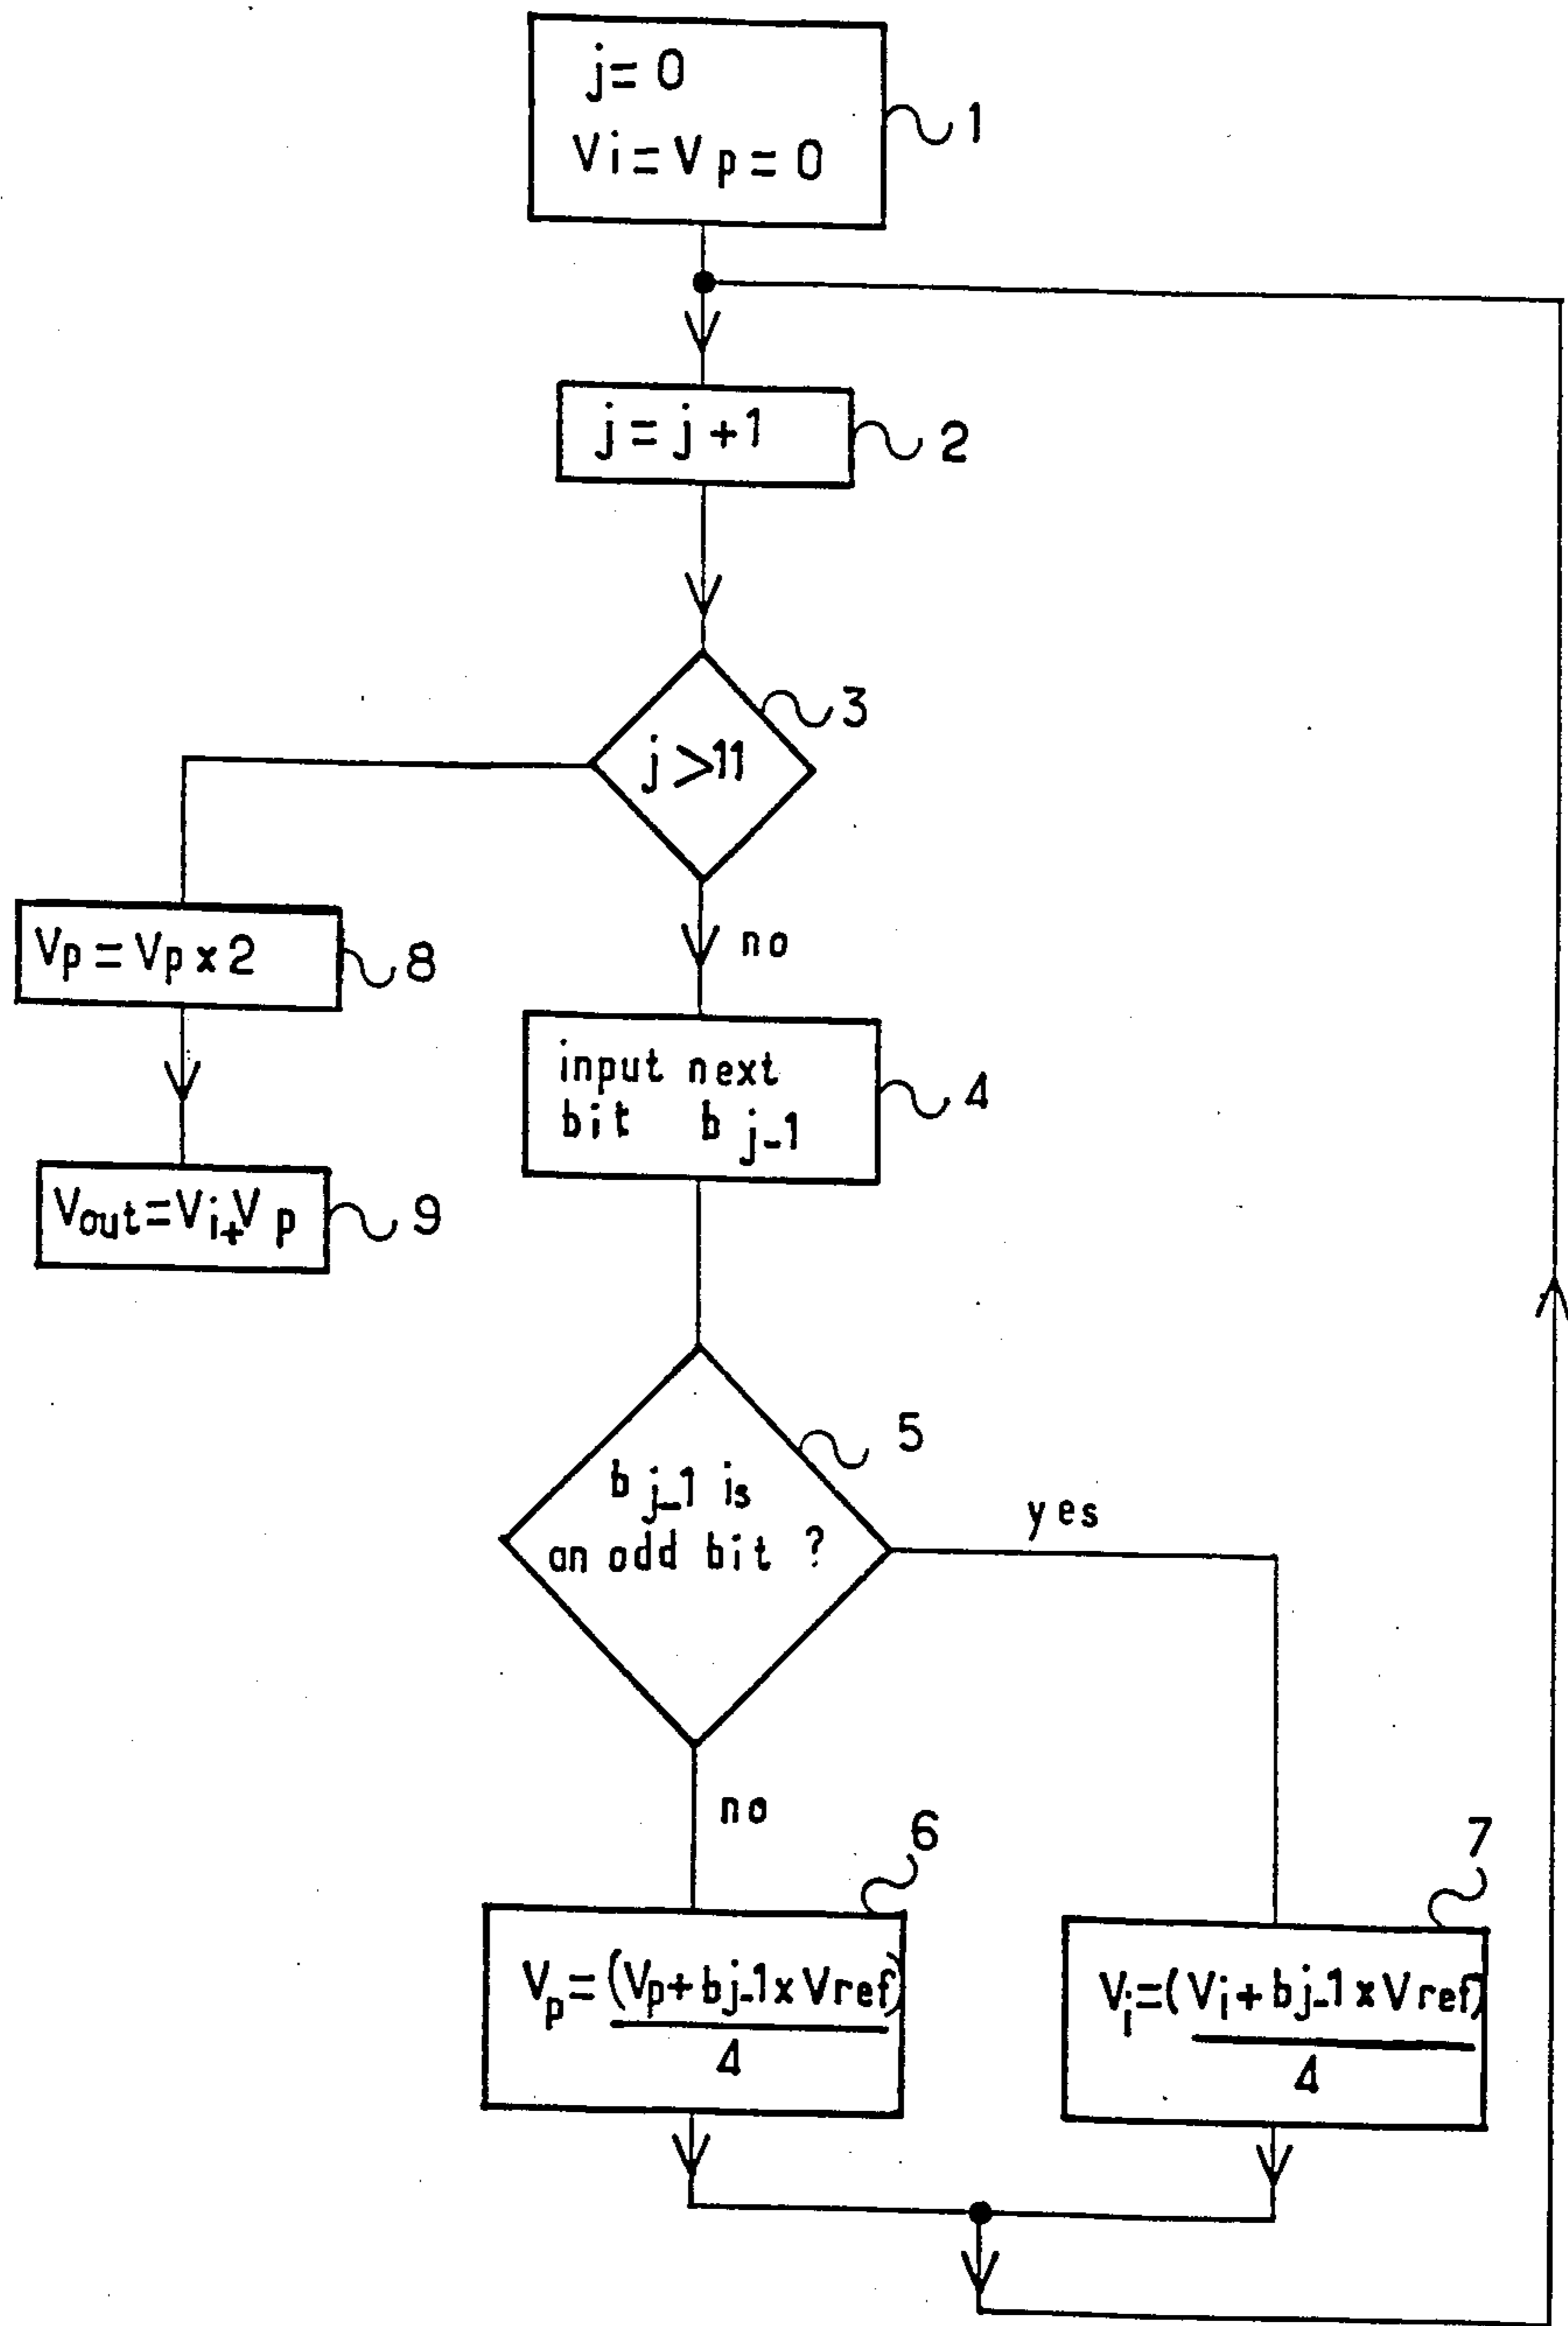 j = 0
Vi = Vp = 0
1
j = j + 1
2
3
j > 11
no
Vp = Vp x 2
8
input next
bit b j-1
4
Vout = Vi + Vp
9
5
b j-1 is
an odd bit ?
yes
no
6
7
Vp = (Vp + bj-1 x Vref)
4
Vi = (Vi + bj-1 x Vref)
4